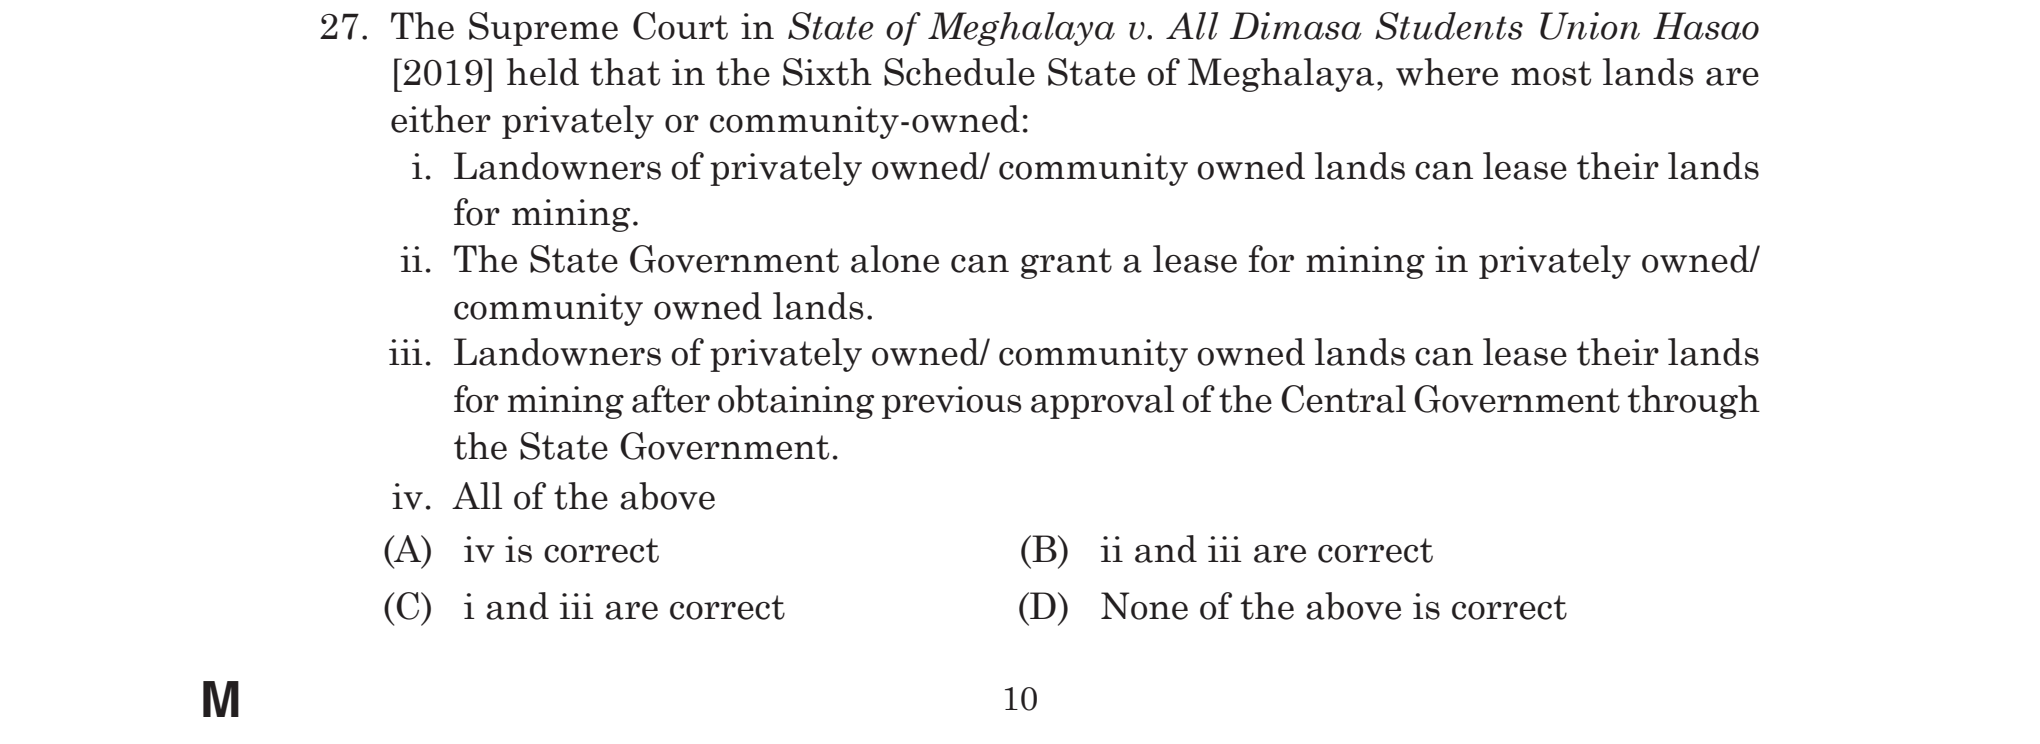 27. The Supreme Court in State of Meghalaya v. All Dimasa Students Union Hasao
[2019] held that in the Sixth Schedule State of Meghalaya, where most lands are
either privately or community-owned:
i. Landowners of privately owned/ community owned lands can lease their lands
for mining.
ii. The State Government alone can grant a lease for mining in privately owned/
community owned lands.
iii. Landowners of privately owned/ community owned lands can lease their lands
for mining after obtaining previous approval of the Central Government through
the State Government.
iv. All of the above
(A) iv is correct (B) ii and iii are correct
(C) i and iii are correct (D) None of the above is correct
M 10